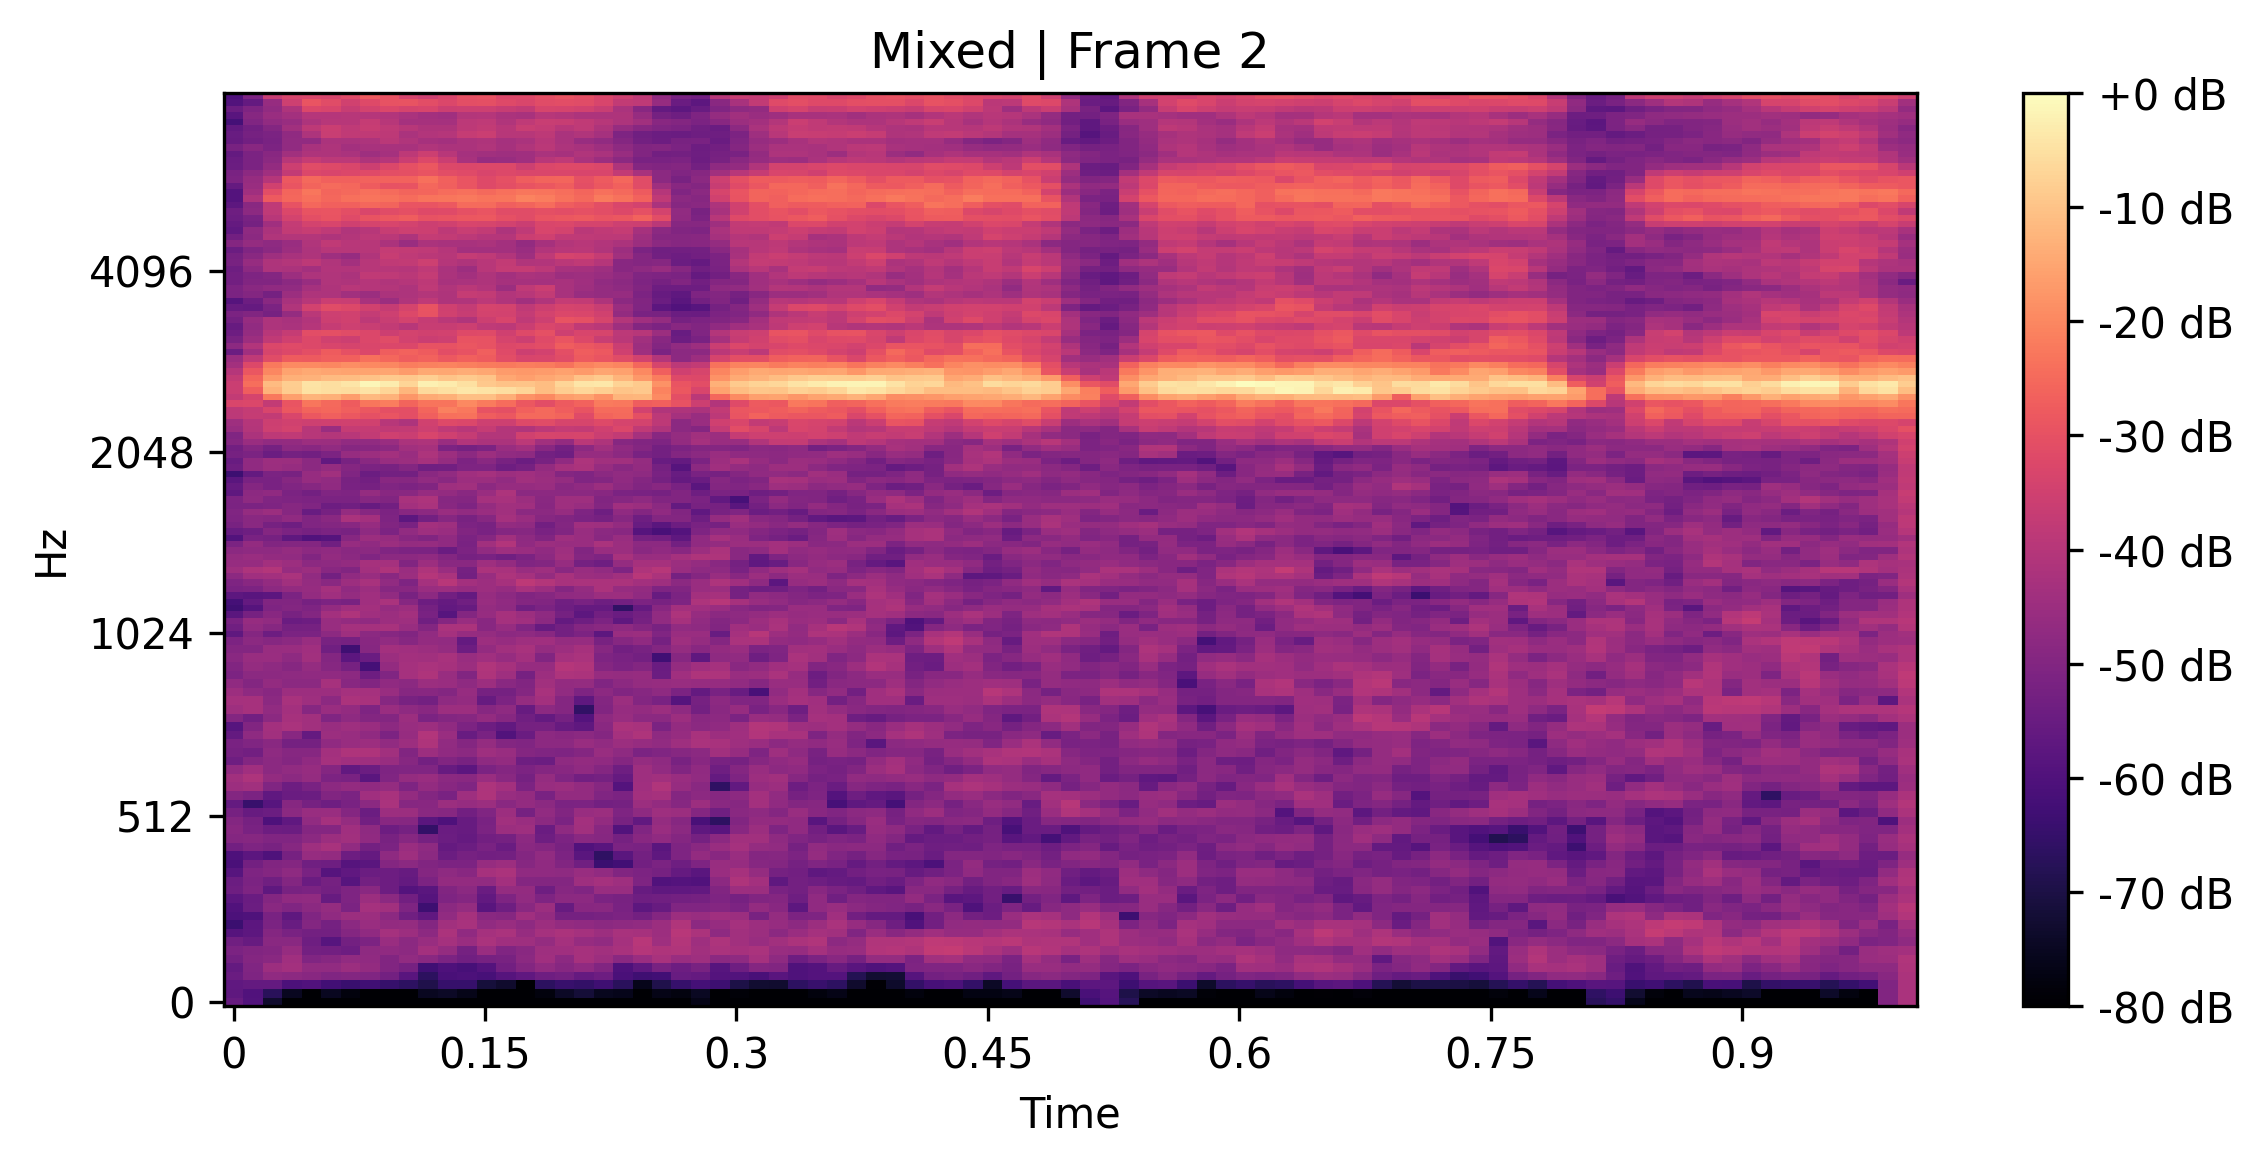 Mixed | Frame 2
+0 dB
-10 dB
-20 dB
-30 dB
-40 dB
-50 dB
-60 dB
-70 dB
-80 dB
Hz
4096
2048
1024
512
0
0 0.15 0.3 0.45 0.6 0.75 0.9
Time